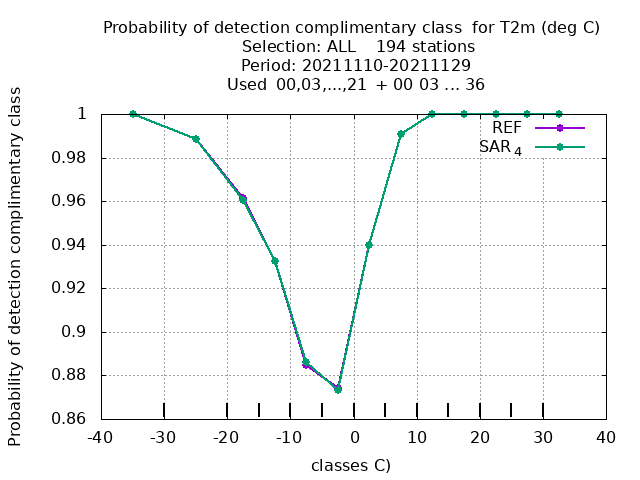 Probability of detection complimentary class  for T2m (deg C)
Selection: ALL    194 stations
Period: 20211110-20211129
Used  00,03,...,21  + 00 03 ... 36
Probability of detection complimentary class
1
0.98
0.96
0.94
0.92
0.9
0.88
0.86
REF
SAR4
-40 -30 -20 -10 0 10 20 30 40
classes C)